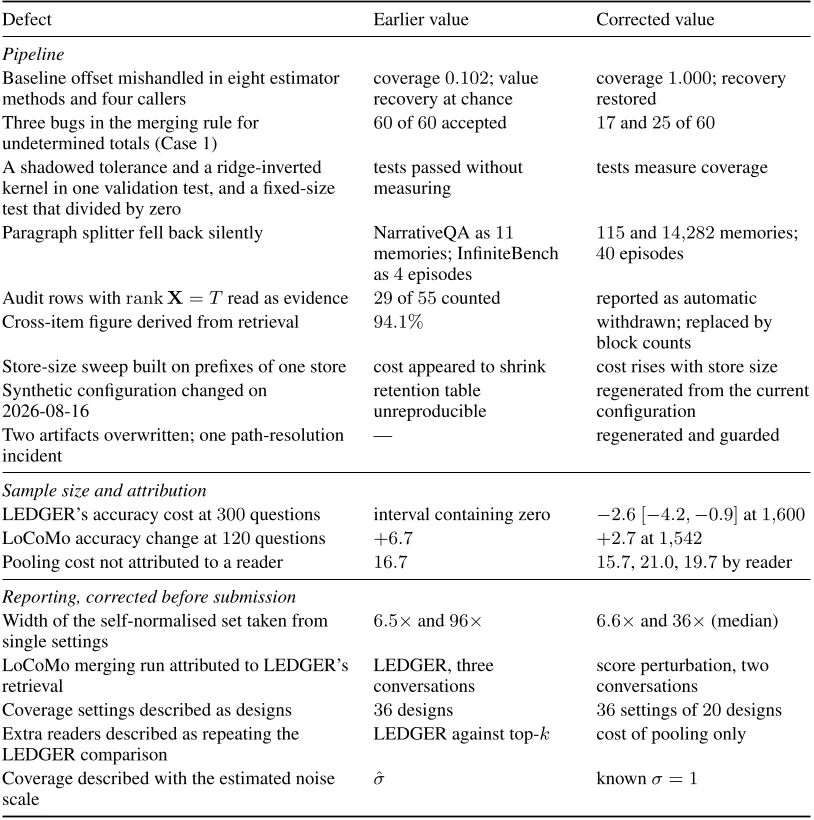 Defect Earlier value Corrected value
Pipeline
Baseline offset mishandled in eight estimator coverage 0.102; value coverage 1.000; recovery
methods and four callers recovery at chance restored
Three bugs in the merging rule for 60 of 60 accepted 17 and 25 of 60
undetermined totals (Case 1)
A shadowed tolerance and a ridge-inverted tests passed without tests measure coverage
kernel in one validation test, and a fixed-size measuring
test that divided by zero
Paragraph splitter fell back silently NarrativeQA as 11 115 and 14,282 memories;
memories; InfiniteBench 40 episodes
as 4 episodes
Audit rows with rank X = T read as evidence 29 of 55 counted reported as automatic
Cross-item figure derived from retrieval 94.1% withdrawn; replaced by
block counts
Store-size sweep built on prefixes of one store cost appeared to shrink cost rises with store size
Synthetic configuration changed on retention table regenerated from the current
2026-08-16 unreproducible configuration
Two artifacts overwritten; one path-resolution — regenerated and guarded
incident
Sample size and attribution
LEDGER's accuracy cost at 300 questions interval containing zero −2.6 [−4.2, −0.9] at 1,600
LoCoMo accuracy change at 120 questions +6.7 +2.7 at 1,542
Pooling cost not attributed to a reader 16.7 15.7, 21.0, 19.7 by reader
Reporting, corrected before submission
Width of the self-normalised set taken from 6.5× and 96× 6.6× and 36× (median)
single settings
LoCoMo merging run attributed to LEDGER's LEDGER, three score perturbation, two
retrieval conversations conversations
Coverage settings described as designs 36 designs 36 settings of 20 designs
Extra readers described as repeating the LEDGER against top-k cost of pooling only
LEDGER comparison
Coverage described with the estimated noise σ̂ known σ = 1
scale